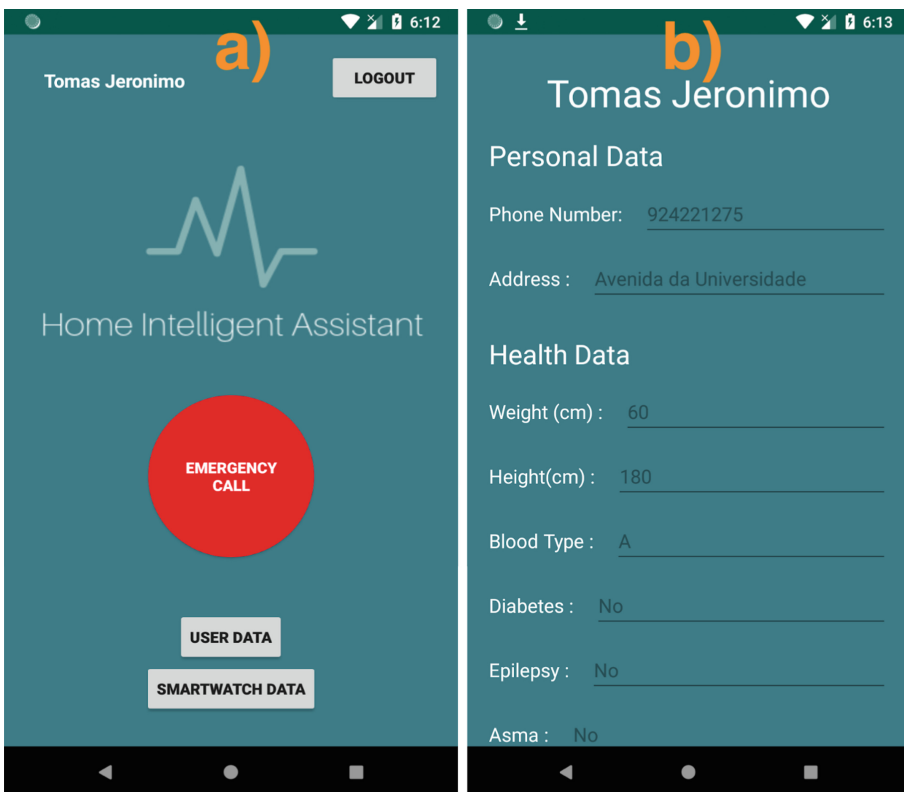 6:12
a)
Tomas Jeronimo
LOGOUT
Home Intelligent Assistant
EMERGENCY
CALL
USER DATA
SMARTWATCH DATA
6:13
b)
Tomas Jeronimo
Personal Data
Phone Number: 924221275
Address : Avenida da Universidade
Health Data
Weight (cm) : 60
Height(cm) : 180
Blood Type : A
Diabetes : No
Epilepsy : No
Asma : No